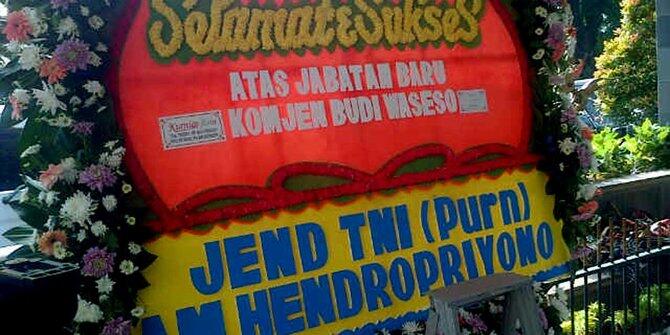 Selamat & Sukses
ATAS JABATAN BARU
KOMJEN BUDI WASESO
JEND TNI (Purn)
AM HENDROPRIYONO